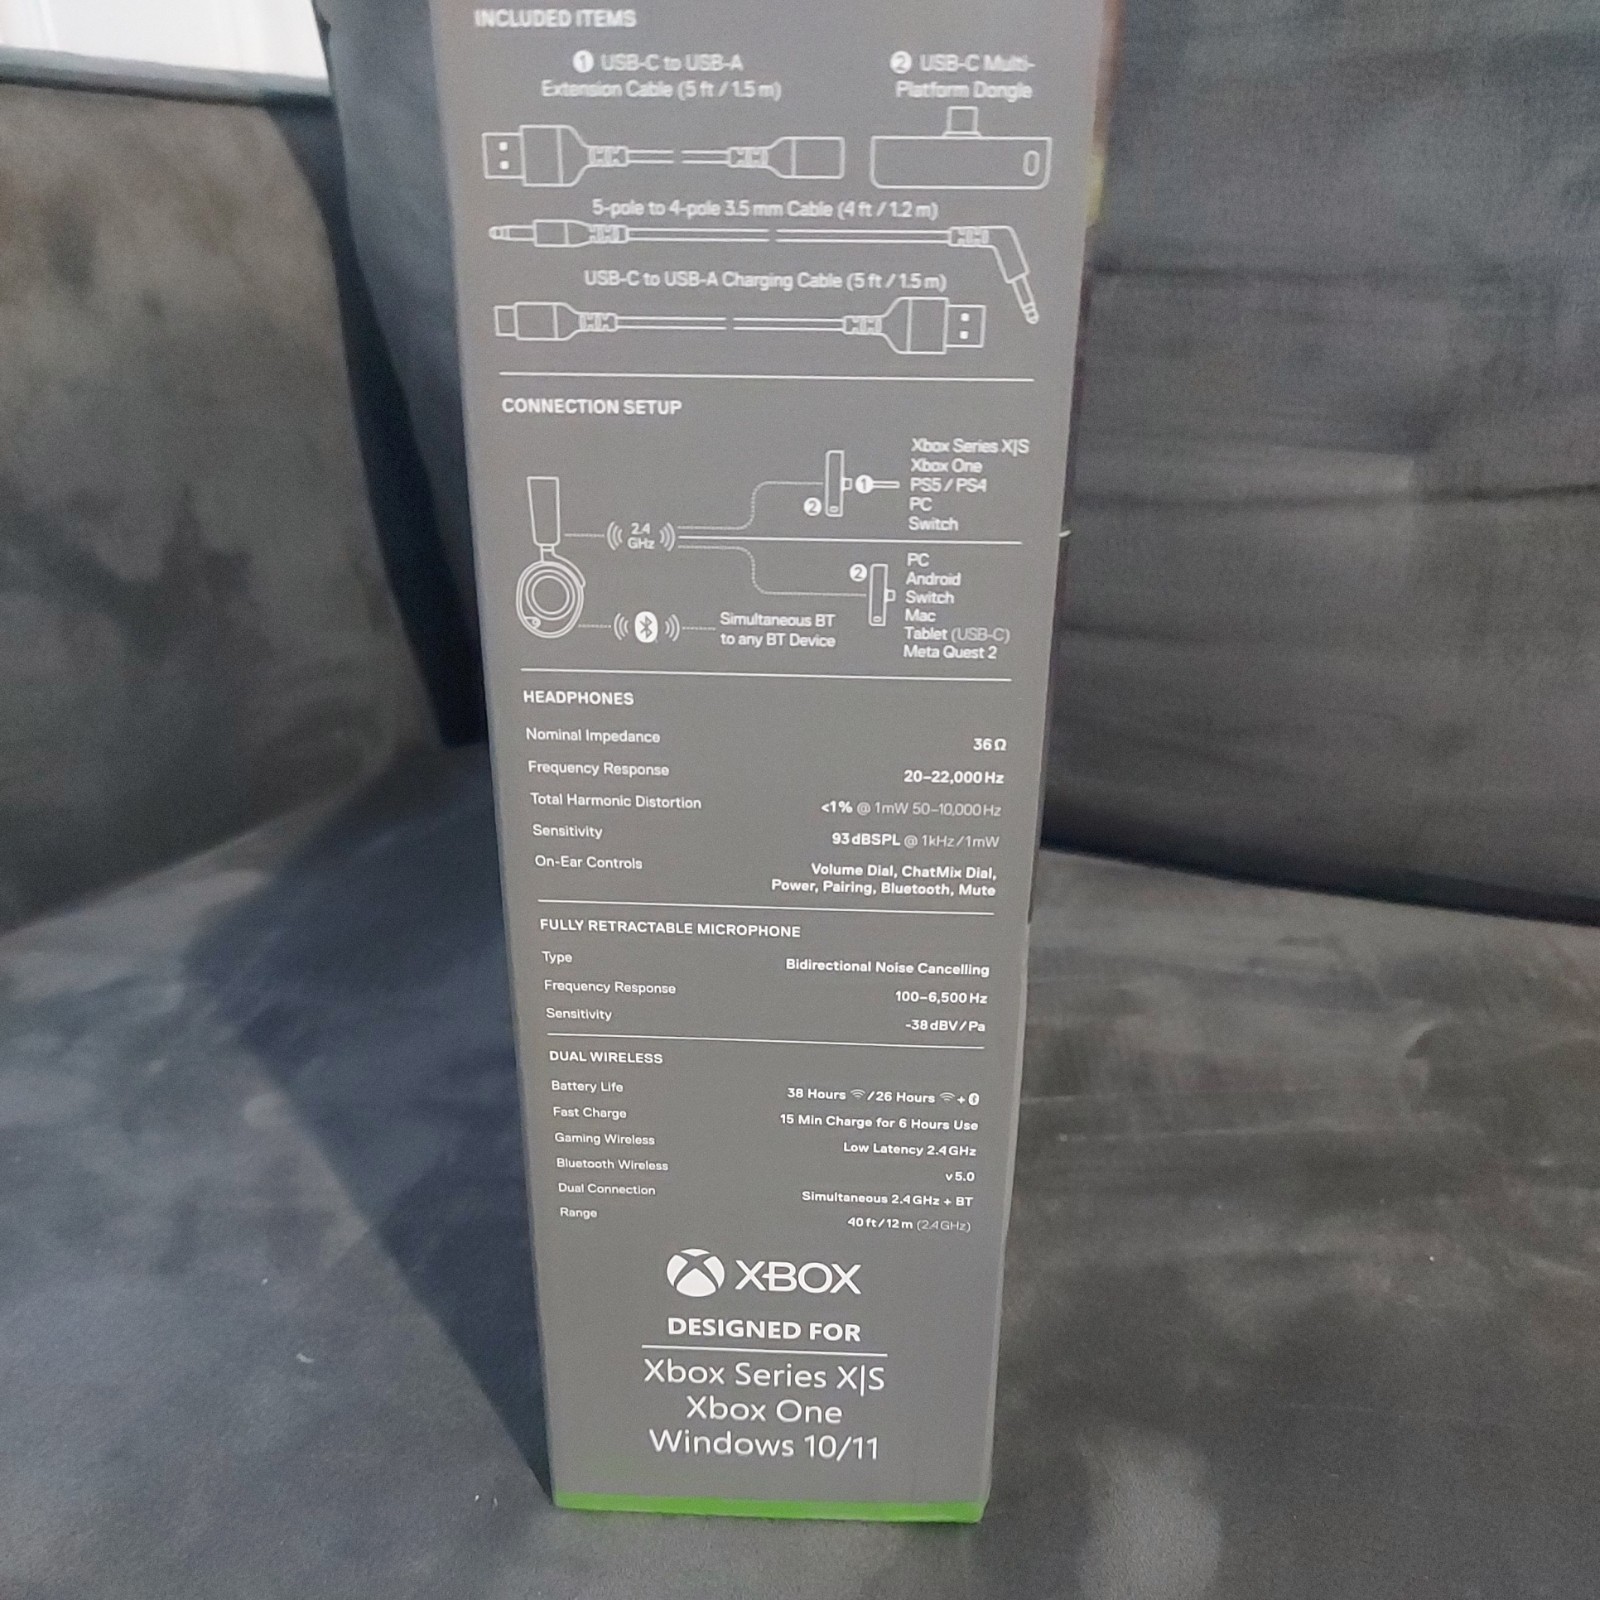 INCLUDED ITEMS
1 USB-C to USB-A
Extension Cable (5 ft / 1.5 m)
2 USB-C Multi-
Platform Dongle
5-pole to 4-pole 3.5 mm Cable (4 ft / 1.2 m)
USB-C to USB-A Charging Cable (5 ft / 1.5 m)
CONNECTION SETUP
2.4
GHz
2
1
Xbox Series X|S
Xbox One
PS5 / PS4
PC
Switch
2
PC
Android
Switch
Mac
Tablet (USB-C)
Meta Quest 2
Simultaneous BT
to any BT Device
HEADPHONES
Nominal Impedance 36 Ω
Frequency Response 20–22,000 Hz
Total Harmonic Distortion <1% @ 1mW 50–10,000 Hz
Sensitivity 93 dBSPL @ 1kHz/1mW
On-Ear Controls Volume Dial, ChatMix Dial,
Power, Pairing, Bluetooth, Mute
FULLY RETRACTABLE MICROPHONE
Type Bidirectional Noise Cancelling
Frequency Response 100–6,500 Hz
Sensitivity -38 dBV / Pa
DUAL WIRELESS
Battery Life 38 Hours / 26 Hours +
Fast Charge 15 Min Charge for 6 Hours Use
Gaming Wireless Low Latency 2.4 GHz
Bluetooth Wireless v 5.0
Dual Connection Simultaneous 2.4 GHz + BT
Range 40 ft / 12 m (2.4 GHz)
XBOX
DESIGNED FOR
Xbox Series X|S
Xbox One
Windows 10/11